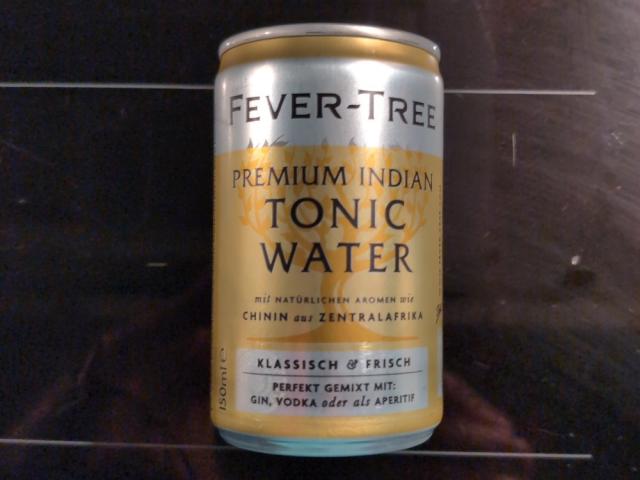 FEVER-TREE
PREMIUM INDIAN
TONIC
WATER
mit NATÜRLICHEN AROMEN wie
CHININ aus ZENTRALAFRIKA
KLASSISCH & FRISCH
PERFEKT GEMIXT MIT:
GIN, VODKA oder als APERITIF
150ml ℮